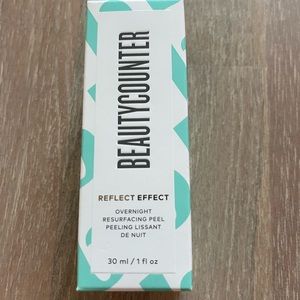 BEAUTYCOUNTER
REFLECT EFFECT
OVERNIGHT
RESURFACING PEEL
PEELING LISSANT
DE NUIT
30 ml / 1 fl oz